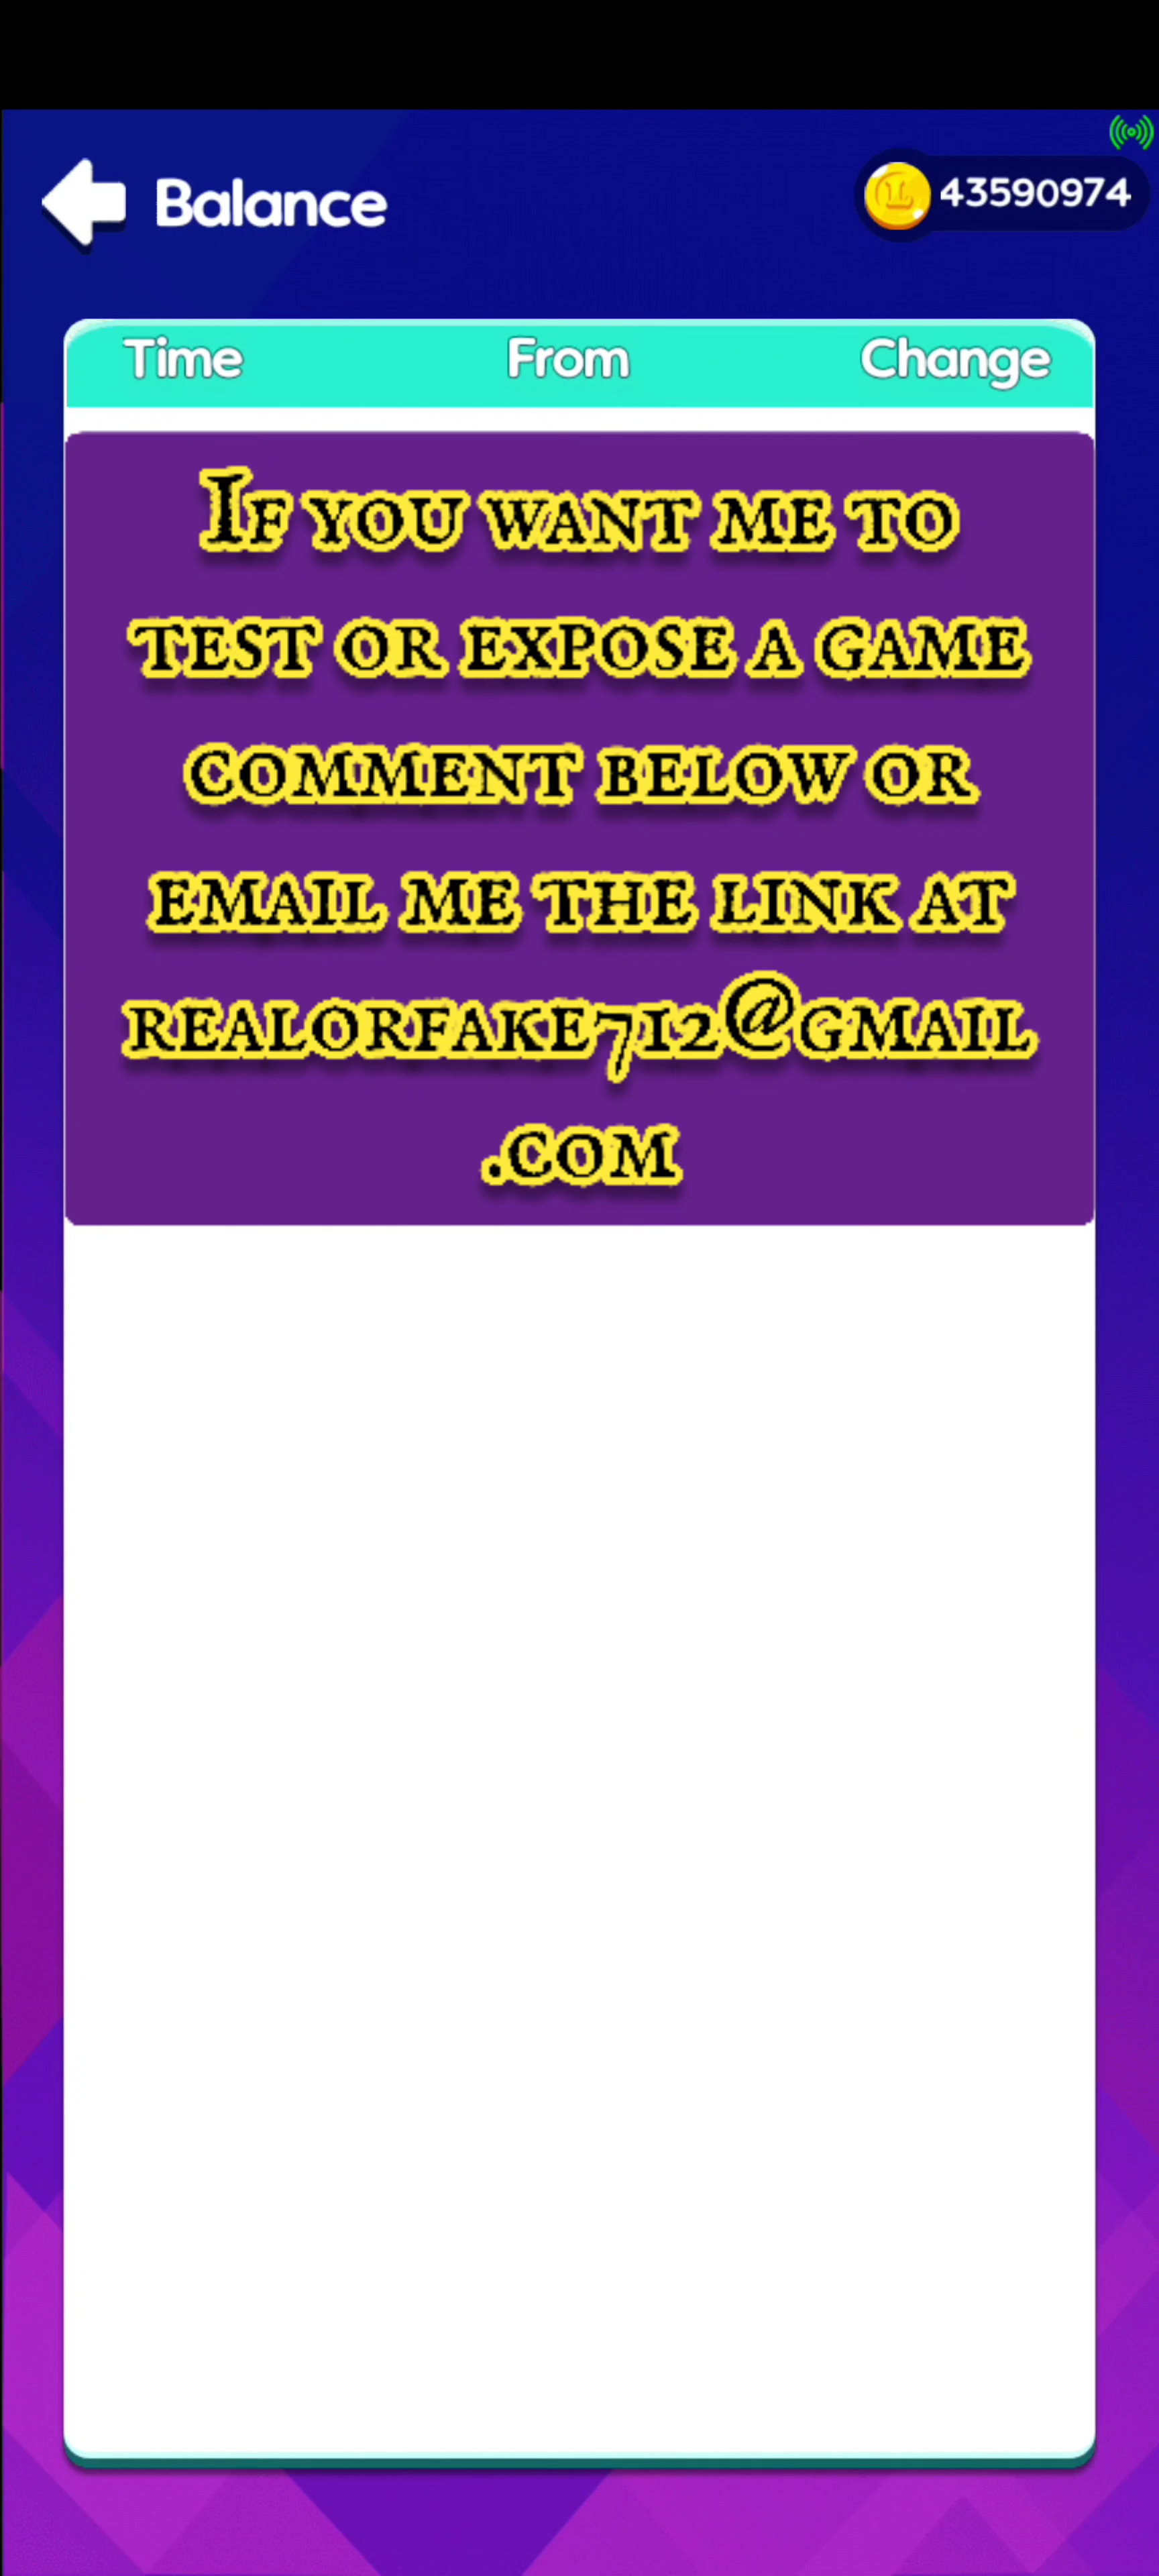 Balance
43590974
Time From Change
If you want me to
test or expose a game
comment below or
email me the link at
realorfake712@gmail
.com